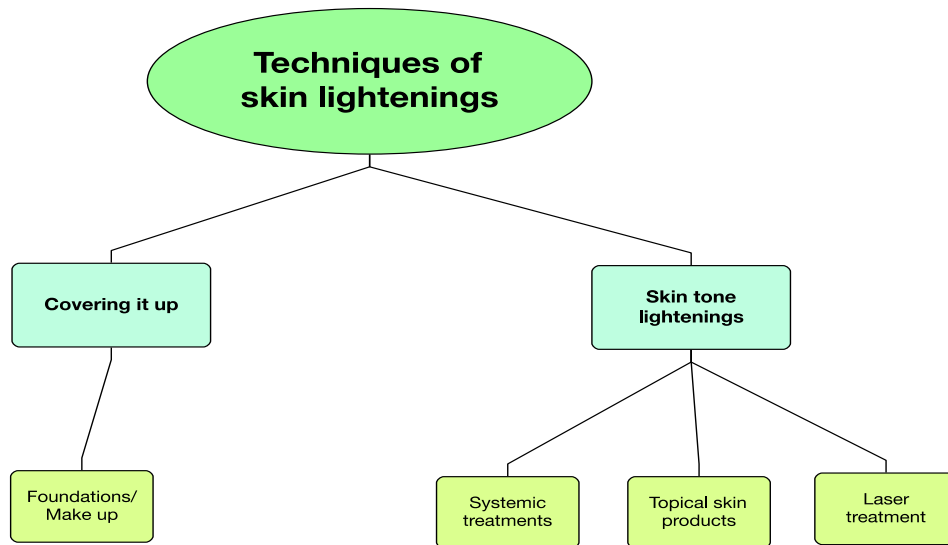 Techniques of
skin lightenings
Covering it up
Skin tone
lightenings
Foundations/
Make up
Systemic
treatments
Topical skin
products
Laser
treatment